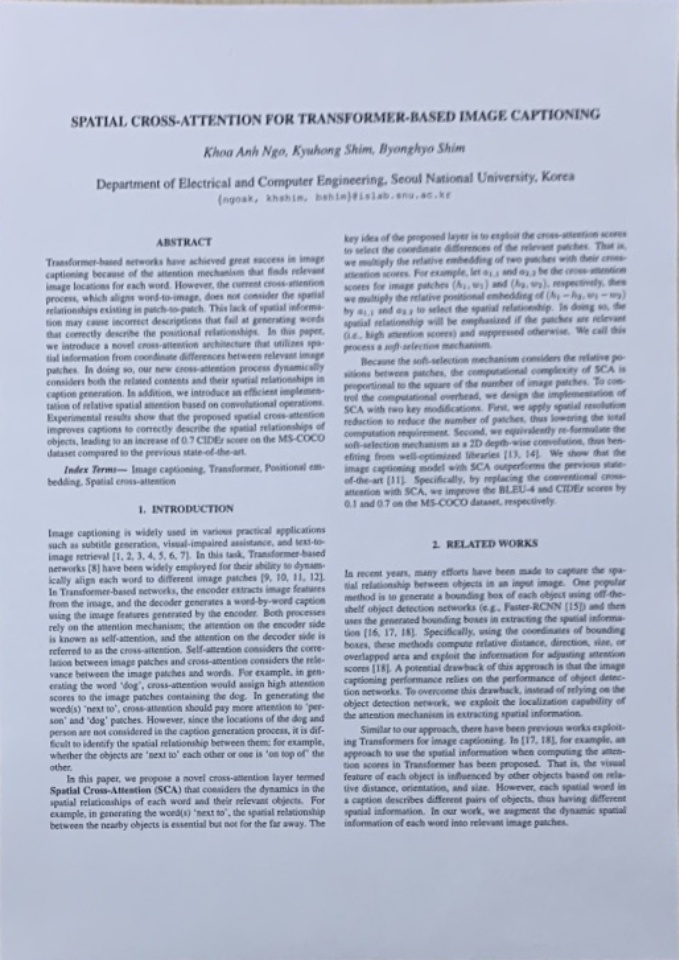 SPATIAL CROSS-ATTENTION FOR TRANSFORMER-BASED IMAGE CAPTIONING
Khoa Anh Ngo, Kyuhong Shim, Byonghyo Shim
Department of Electrical and Computer Engineering, Seoul National University, Korea
{ngoak, khshim, bshim}@islab.snu.ac.kr
ABSTRACT
Transformer-based networks have achieved great success in image
captioning because of the attention mechanism that finds relevant
image locations for each word. However, the current cross-attention
process, which aligns word-to-image, does not consider the spatial
relationships existing in patch-to-patch. This lack of spatial informa-
tion may cause incorrect descriptions that fail at generating words
that correctly describe the positional relationships. In this paper,
we introduce a novel cross-attention architecture that utilizes spa-
tial information from coordinate differences between relevant image
patches. In doing so, our new cross-attention process dynamically
considers both the related contents and their spatial relationships in
caption generation. In addition, we introduce an efficient implemen-
tation of relative spatial attention based on convolutional operations.
Experimental results show that the proposed spatial cross-attention
improves captions to correctly describe the spatial relationships of
objects, leading to an increase of 0.7 CIDEr score on the MS-COCO
dataset compared to the previous state-of-the-art.
Index Terms— Image captioning, Transformer, Positional em-
bedding, Spatial cross-attention
1. INTRODUCTION
Image captioning is widely used in various practical applications
such as subtitle generation, visual-impaired assistance, and text-to-
image retrieval [1, 2, 3, 4, 5, 6, 7]. In this task, Transformer-based
networks [8] have been widely employed for their ability to dynam-
ically align each word to different image patches [9, 10, 11, 12].
In Transformer-based networks, the encoder extracts image features
from the image, and the decoder generates a word-by-word caption
using the image features generated by the encoder. Both processes
rely on the attention mechanism; the attention on the encoder side
is known as self-attention, and the attention on the decoder side is
referred to as the cross-attention. Self-attention considers the corre-
lation between image patches and cross-attention considers the rele-
vance between the image patches and words. For example, in gen-
erating the word 'dog', cross-attention would assign high attention
scores to the image patches containing the dog. In generating the
word(s) 'next to', cross-attention should pay more attention to 'per-
son' and 'dog' patches. However, since the locations of the dog and
person are not considered in the caption generation process, it is dif-
ficult to identify the spatial relationship between them; for example,
whether the objects are 'next to' each other or one is 'on top of' the
other.
In this paper, we propose a novel cross-attention layer termed
Spatial Cross-Attention (SCA) that considers the dynamics in the
spatial relationships of each word and their relevant objects. For
example, in generating the word(s) 'next to', the spatial relationship
between the nearby objects is essential but not for the far away. The
key idea of the proposed layer is to exploit the cross-attention scores
to select the coordinate differences of the relevant patches. That is,
we multiply the relative embedding of two patches with their cross-
attention scores. For example, let and be the cross-attention
scores for image patches (h₁, w₁) and (h₂, w₂), respectively, then
we multiply the relative positional embedding of (h₁ − h₂, w₁ − w₂)
by and to select the spatial relationship. In doing so, the
spatial relationship will be emphasized if the patches are relevant
(i.e., high attention scores) and suppressed otherwise. We call this
process a soft-selection mechanism.
Because the soft-selection mechanism considers the relative po-
sitions between patches, the computational complexity of SCA is
proportional to the square of the number of image patches. To con-
trol the computational overhead, we design the implementation of
SCA with two key modifications. First, we apply spatial resolution
reduction to reduce the number of patches, thus lowering the total
computation requirement. Second, we equivalently re-formulate the
soft-selection mechanism as a 2D depth-wise convolution, thus ben-
efiting from well-optimized libraries [13, 14]. We show that the
image captioning model with SCA outperforms the previous state-
of-the-art [11]. Specifically, by replacing the conventional cross-
attention with SCA, we improve the BLEU-4 and CIDEr scores by
0.1 and 0.7 on the MS-COCO dataset, respectively.
2. RELATED WORKS
In recent years, many efforts have been made to capture the spa-
tial relationship between objects in an input image. One popular
method is to generate a bounding box of each object using off-the-
shelf object detection networks (e.g., Faster-RCNN [15]) and then
uses the generated bounding boxes in extracting the spatial informa-
tion [16, 17, 18]. Specifically, using the coordinates of bounding
boxes, these methods compute relative distance, direction, size, or
overlapped area and exploit the information for adjusting attention
scores [18]. A potential drawback of this approach is that the image
captioning performance relies on the performance of object detec-
tion networks. To overcome this drawback, instead of relying on the
object detection network, we exploit the localization capability of
the attention mechanism in extracting spatial information.
Similar to our approach, there have been previous works exploit-
ing Transformers for image captioning. In [17, 18], for example, an
approach to use the spatial information when computing the atten-
tion scores in Transformer has been proposed. That is, the visual
feature of each object is influenced by other objects based on rela-
tive distance, orientation, and size. However, each spatial word in
a caption describes different pairs of objects, thus having different
spatial information. In our work, we augment the dynamic spatial
information of each word into relevant image patches.